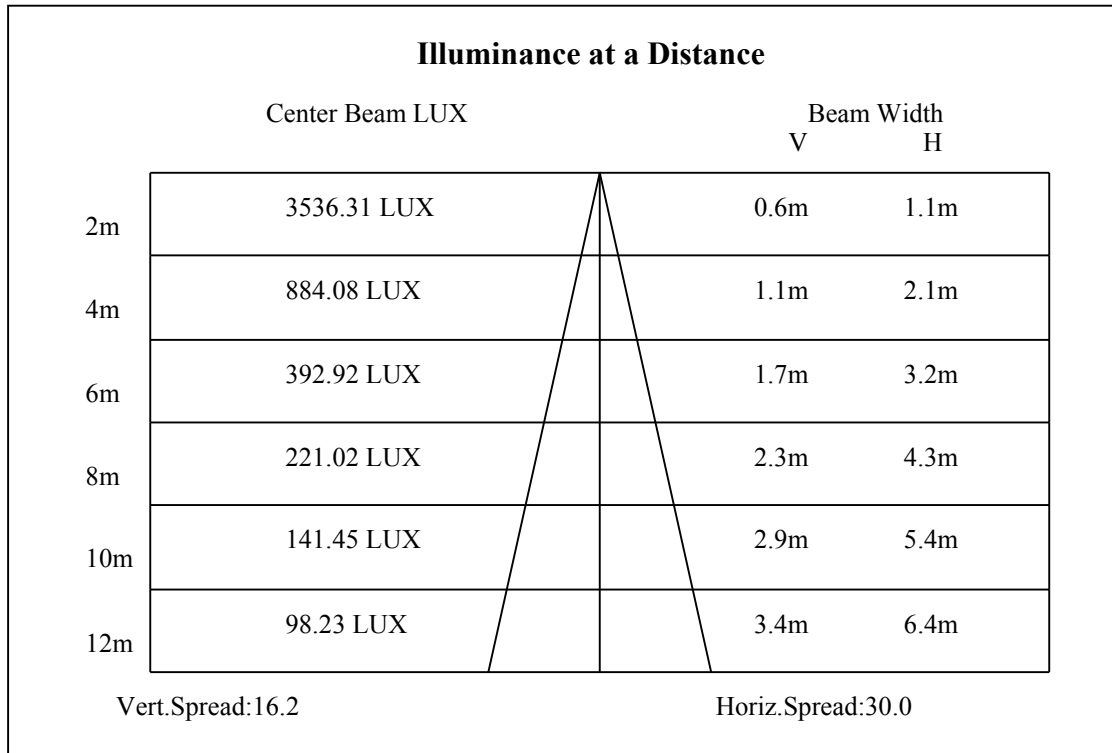 Illuminance at a Distance
Center Beam LUX Beam Width
V H
2m 3536.31 LUX 0.6m 1.1m
4m 884.08 LUX 1.1m 2.1m
6m 392.92 LUX 1.7m 3.2m
8m 221.02 LUX 2.3m 4.3m
10m 141.45 LUX 2.9m 5.4m
12m 98.23 LUX 3.4m 6.4m
Vert.Spread:16.2 Horiz.Spread:30.0